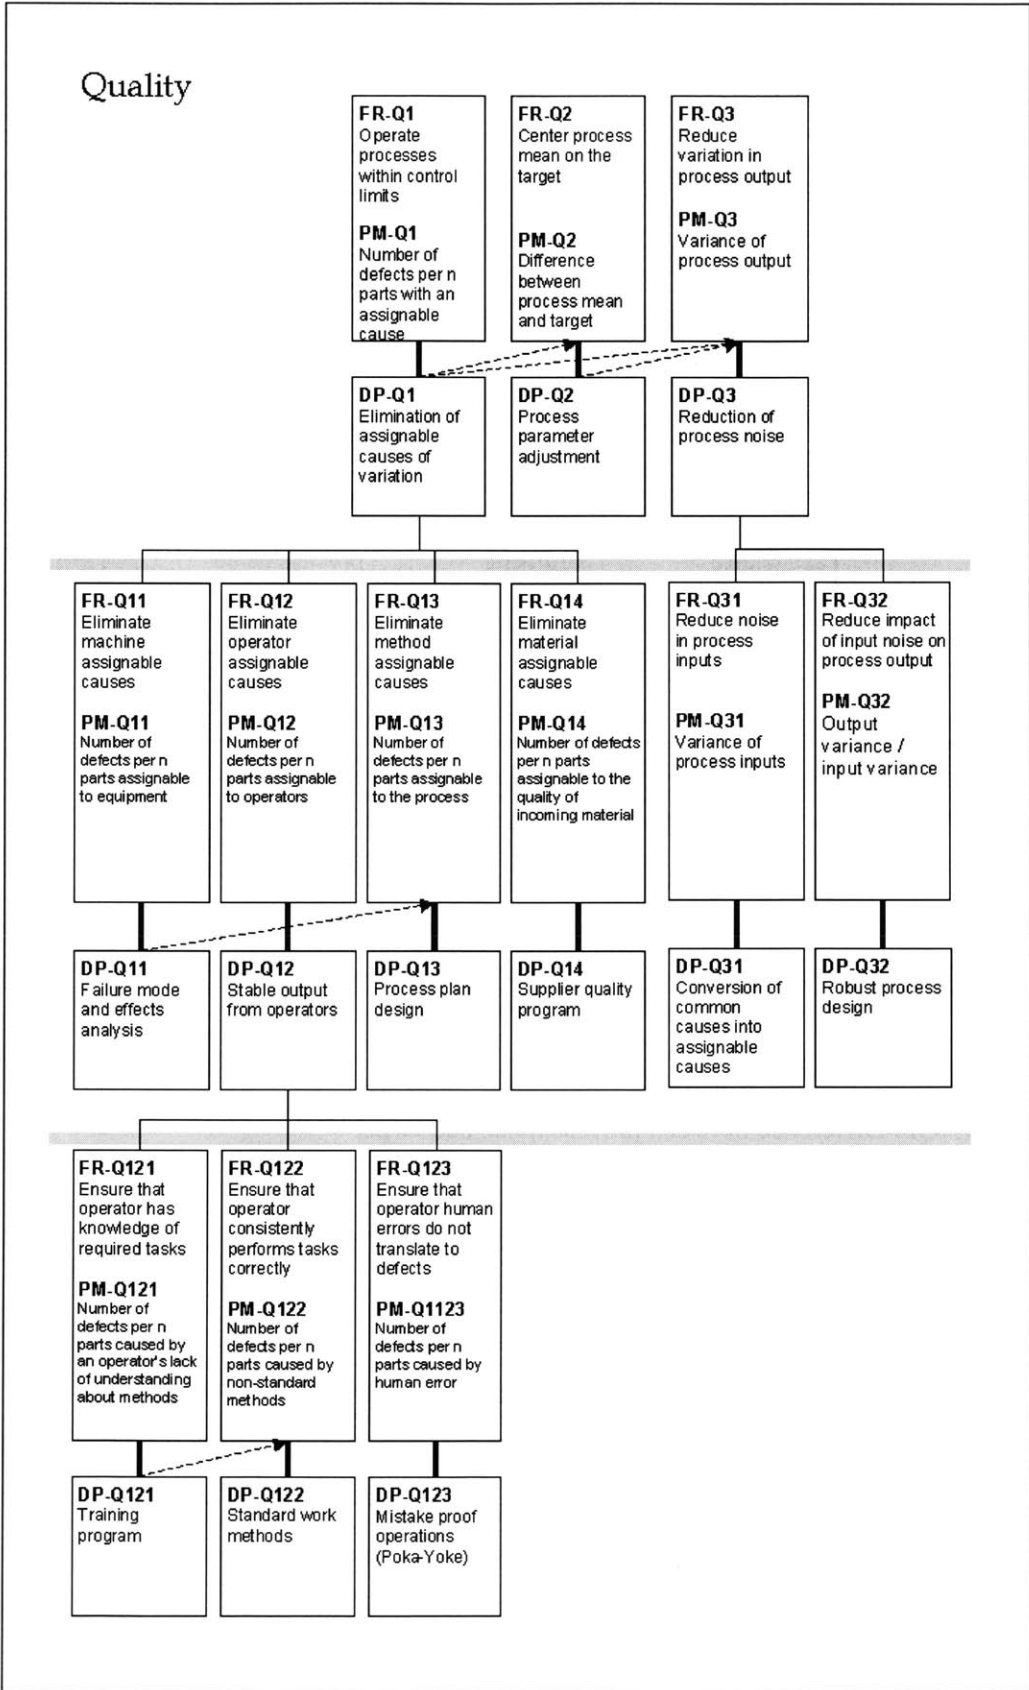 Quality
FR-Q1
Operate
processes
within control
limits
PM-Q1
Number of
defects per n
parts with an
assignable
cause
FR-Q2
Center process
mean on the
target
PM-Q2
Difference
between
process mean
and target
FR-Q3
Reduce
variation in
process output
PM-Q3
Variance of
process output
DP-Q1
Elimination of
assignable
causes of
variation
DP-Q2
Process
parameter
adjustment
DP-Q3
Reduction of
process noise
FR-Q11
Eliminate
machine
assignable
causes
PM-Q11
Number of
defects per n
parts assignable
to equipment
FR-Q12
Eliminate
operator
assignable
causes
PM-Q12
Number of
defects per n
parts assignable
to operators
FR-Q13
Eliminate
method
assignable
causes
PM-Q13
Number of
defects per n
parts assignable
to the process
FR-Q14
Eliminate
material
assignable
causes
PM-Q14
Number of defects
per n parts
assignable to the
quality of
incoming material
FR-Q31
Reduce noise
in process
inputs
PM-Q31
Variance of
process inputs
FR-Q32
Reduce impact
of input noise on
process output
PM-Q32
Output
variance /
input variance
DP-Q11
Failure mode
and effects
analysis
DP-Q12
Stable output
from operators
DP-Q13
Process plan
design
DP-Q14
Supplier quality
program
DP-Q31
Conversion of
common
causes into
assignable
causes
DP-Q32
Robust process
design
FR-Q121
Ensure that
operator has
knowledge of
required tasks
PM-Q121
Number of
defects per n
parts caused by
an operator's lack
of understanding
about methods
FR-Q122
Ensure that
operator
consistently
performs tasks
correctly
PM-Q122
Number of
defects per n
parts caused by
non-standard
methods
FR-Q123
Ensure that
operator human
errors do not
translate to
defects
PM-Q1123
Number of
defects per n
parts caused by
human error
DP-Q121
Training
program
DP-Q122
Standard work
methods
DP-Q123
Mistake proof
operations
(Poka-Yoke)